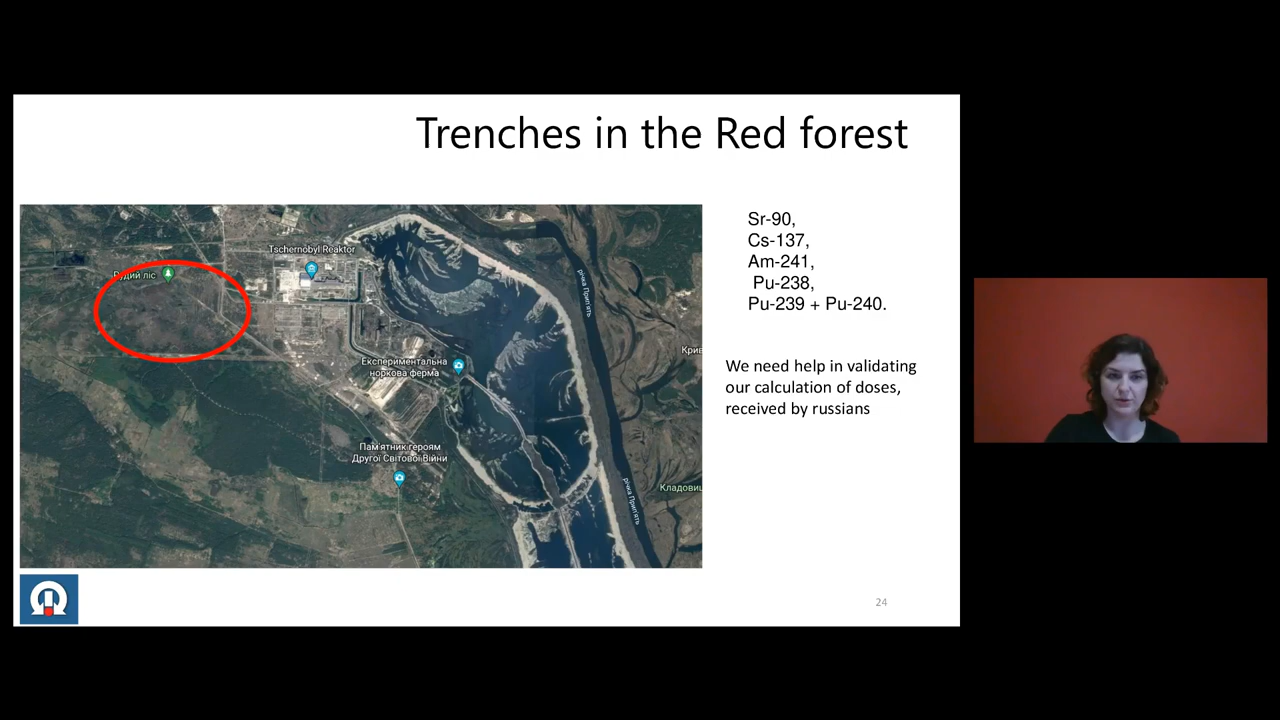 Trenches in the Red forest
Tschernobyl Reaktor
Рудий ліс
річка Прип'ять
Крив
Експериментальна
норкова ферма
Пам'ятник героям
Другої Світової Війни
Кладовищ
річка Прип'ять
Sr-90,
Cs-137,
Am-241,
Pu-238,
Pu-239 + Pu-240.
We need help in validating
our calculation of doses,
received by russians
24